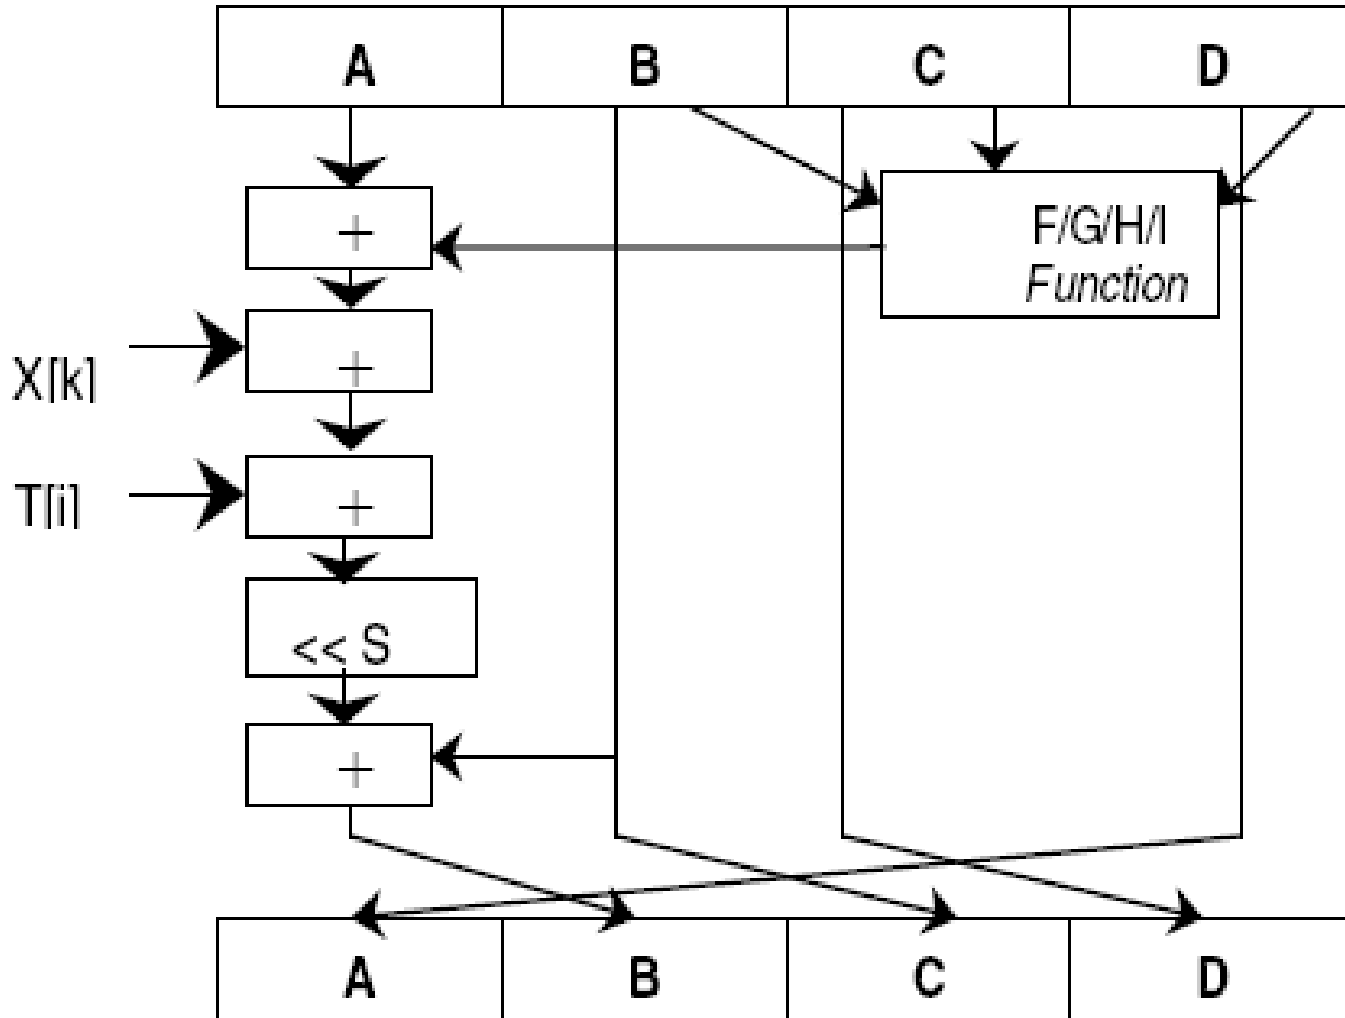 A B C D
+
F/G/H/I
Function
X[k]
+
T[i]
+
<< S
+
A B C D